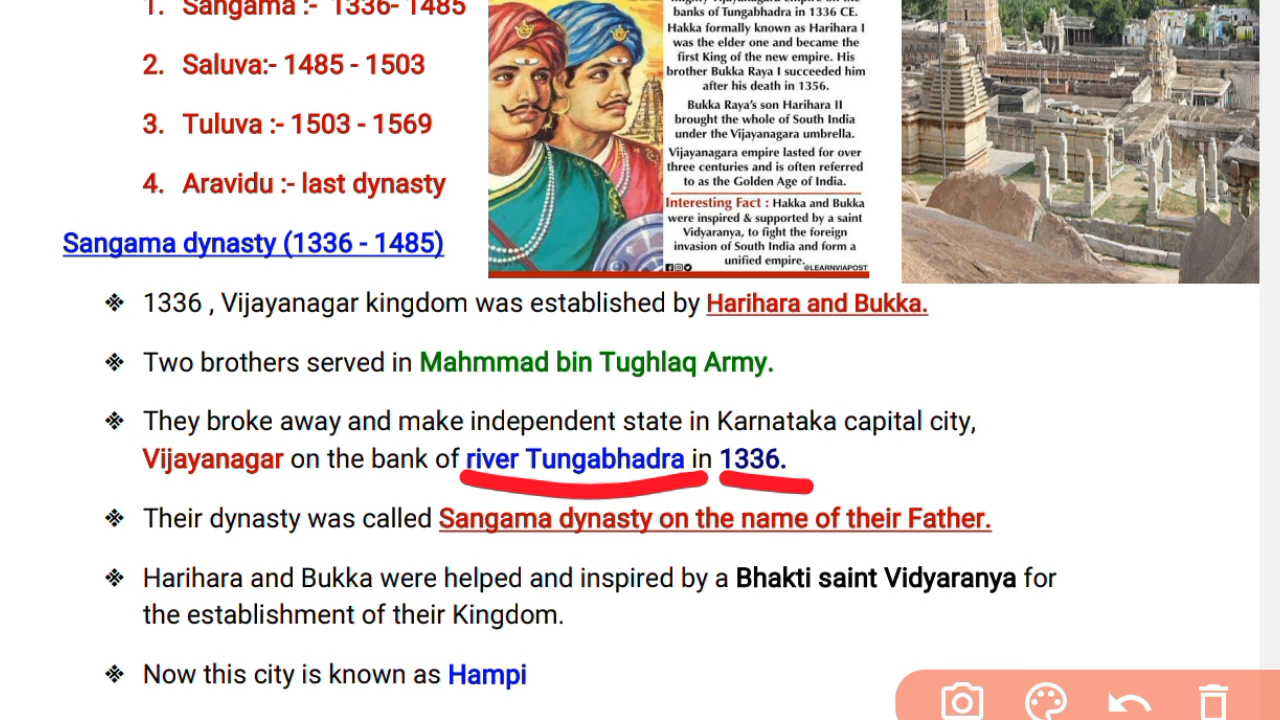 1. Sangama :- 1336- 1485
2. Saluva:- 1485 - 1503
3. Tuluva :- 1503 - 1569
4. Aravidu :- last dynasty
banks of Tungabhadra in 1336 CE.
Hakka formally known as Harihara I
was the elder one and became the
first King of the new empire. His
brother Bukka Raya I succeeded him
after his death in 1356.
Bukka Raya's son Harihara II
brought the whole of South India
under the Vijayanagara umbrella.
Vijayanagara empire lasted for over
three centuries and is often referred
to as the Golden Age of India.
Interesting Fact : Hakka and Bukka
were inspired & supported by a saint
Vidyaranya, to fight the foreign
invasion of South India and form a
unified empire.
@LEARNVIAPOST
Sangama dynasty (1336 - 1485)
❖ 1336 , Vijayanagar kingdom was established by Harihara and Bukka.
❖ Two brothers served in Mahmmad bin Tughlaq Army.
❖ They broke away and make independent state in Karnataka capital city,
Vijayanagar on the bank of river Tungabhadra in 1336.
❖ Their dynasty was called Sangama dynasty on the name of their Father.
❖ Harihara and Bukka were helped and inspired by a Bhakti saint Vidyaranya for
the establishment of their Kingdom.
❖ Now this city is known as Hampi